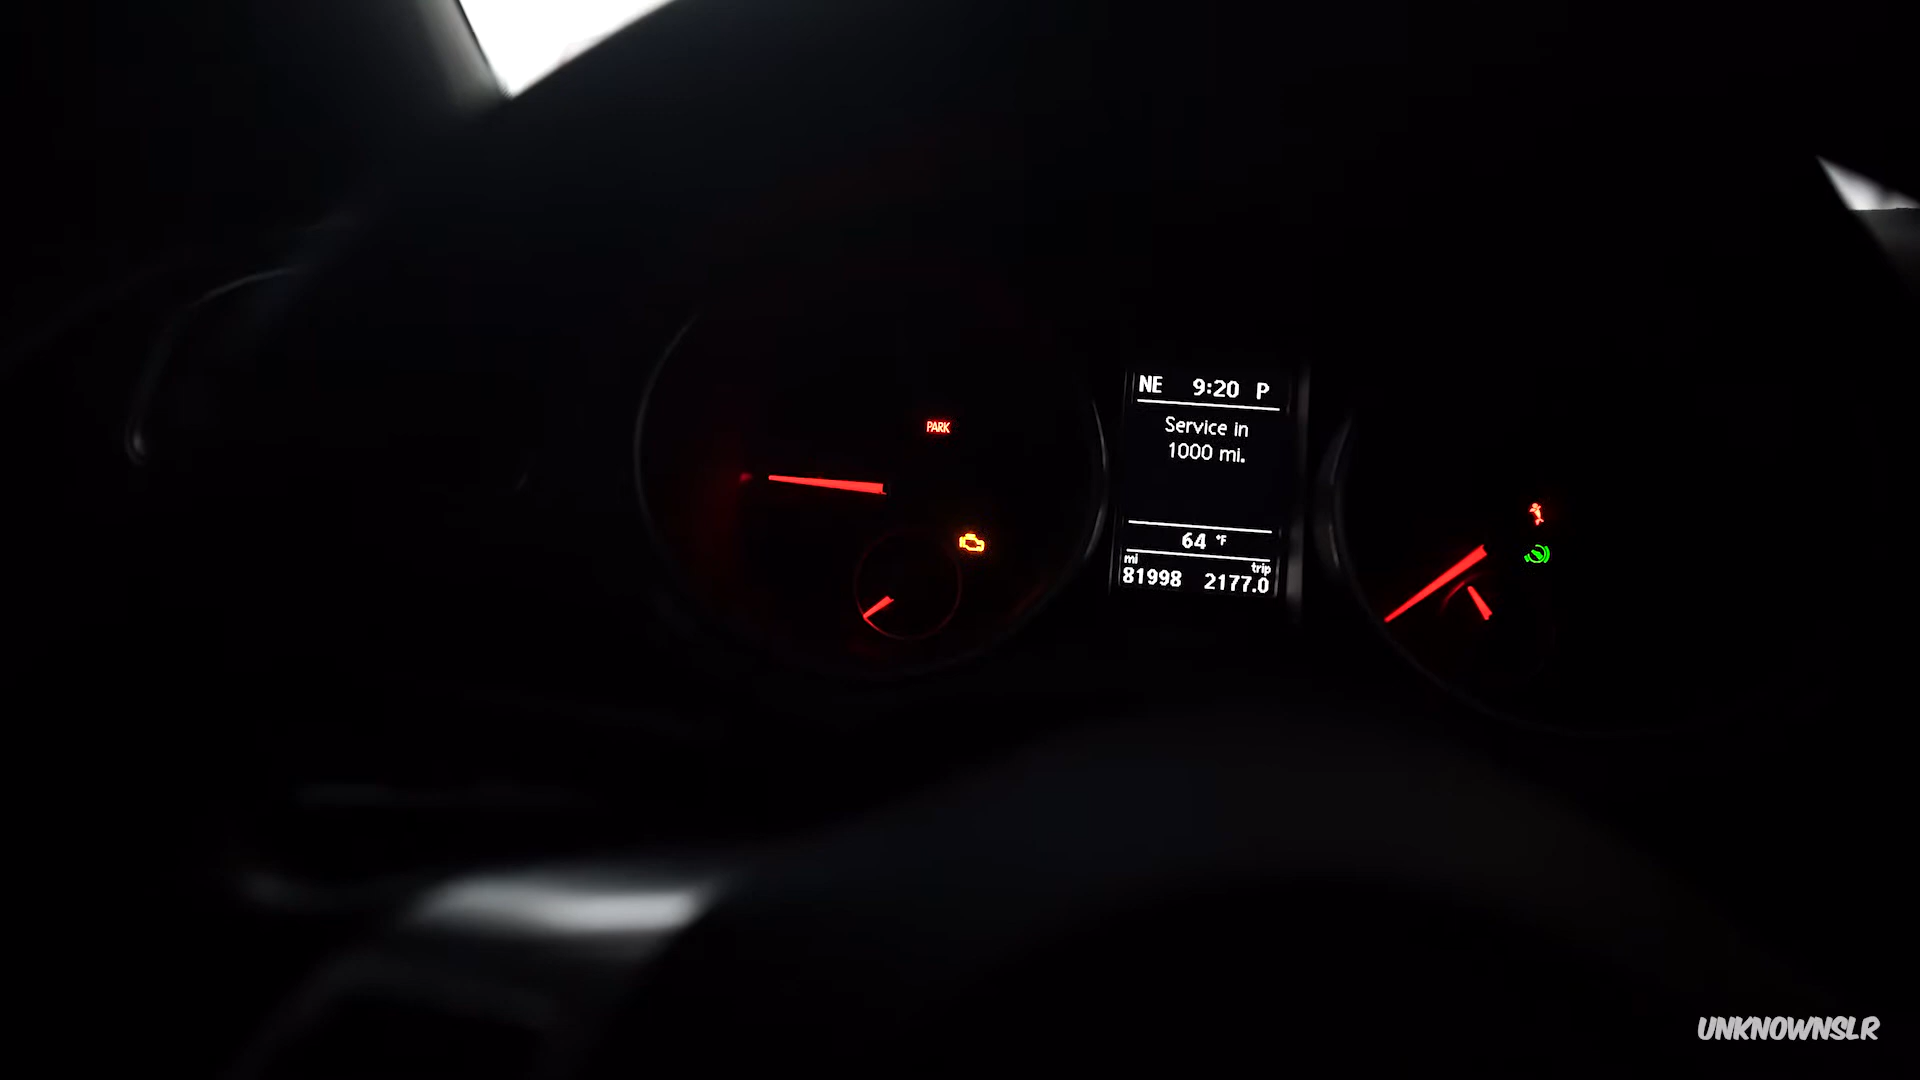 PARK
NE 9:20 P
Service in
1000 mi.
64 °F
mi trip
81998 2177.0
UNKNOWNSLR